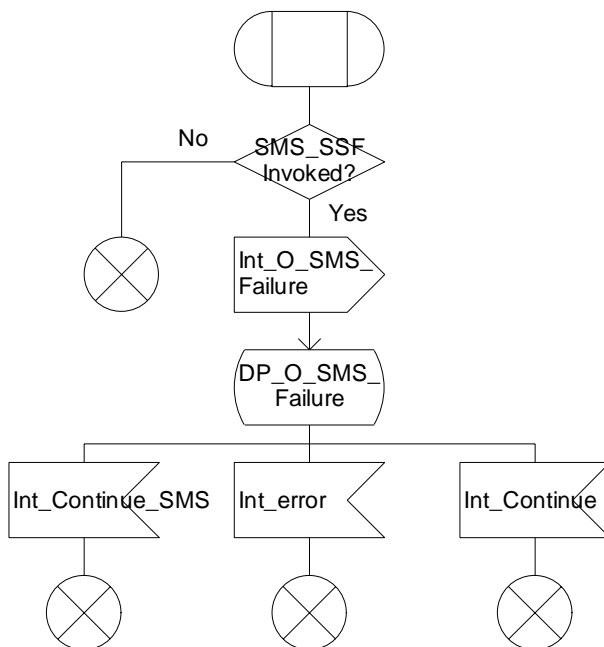 No
SMS_SSF
Invoked?
Yes
Int_O_SMS_
Failure
DP_O_SMS_
Failure
Int_Continue_SMS
Int_error
Int_Continue